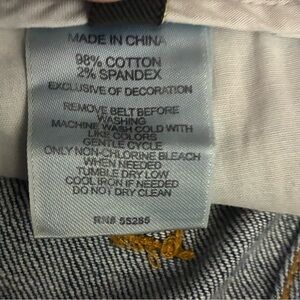 MADE IN CHINA
98% COTTON
2% SPANDEX
EXCLUSIVE OF DECORATION
REMOVE BELT BEFORE
WASHING
MACHINE WASH COLD WITH
LIKE COLORS
GENTLE CYCLE
ONLY NON-CHLORINE BLEACH
WHEN NEEDED
TUMBLE DRY LOW
COOL IRON IF NEEDED
DO NOT DRY CLEAN
RN# 55285